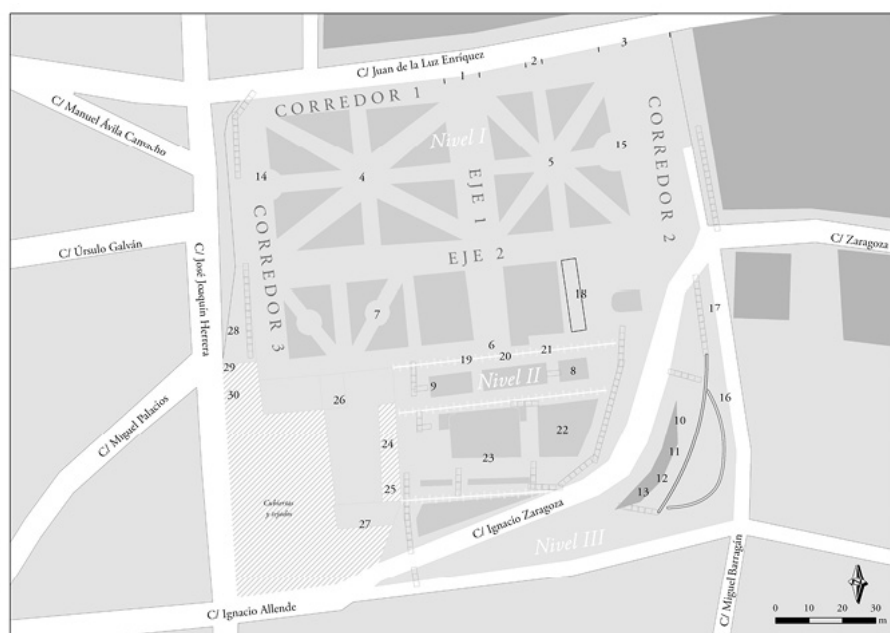 C/ Juan de la Luz Enríquez
3
2
1
CORREDOR 1
C/ Manuel Ávila Camacho
Nivel I
CORREDOR 2
15
5
4
14
EJE 1
CORREDOR 3
C/ Úrsulo Galván
C/ José Joaquín Herrera
EJE 2
C/ Zaragoza
18
17
7
28
6
21
20
19
29
30
Nivel II
8
9
26
16
10
C/ Miguel Palacios
22
24
11
23
12
25
13
Cubiertas
y tejados
27
C/ Ignacio Zaragoza
Nivel III
C/ Miguel Barragán
C/ Ignacio Allende
N
0 10 20 30
m